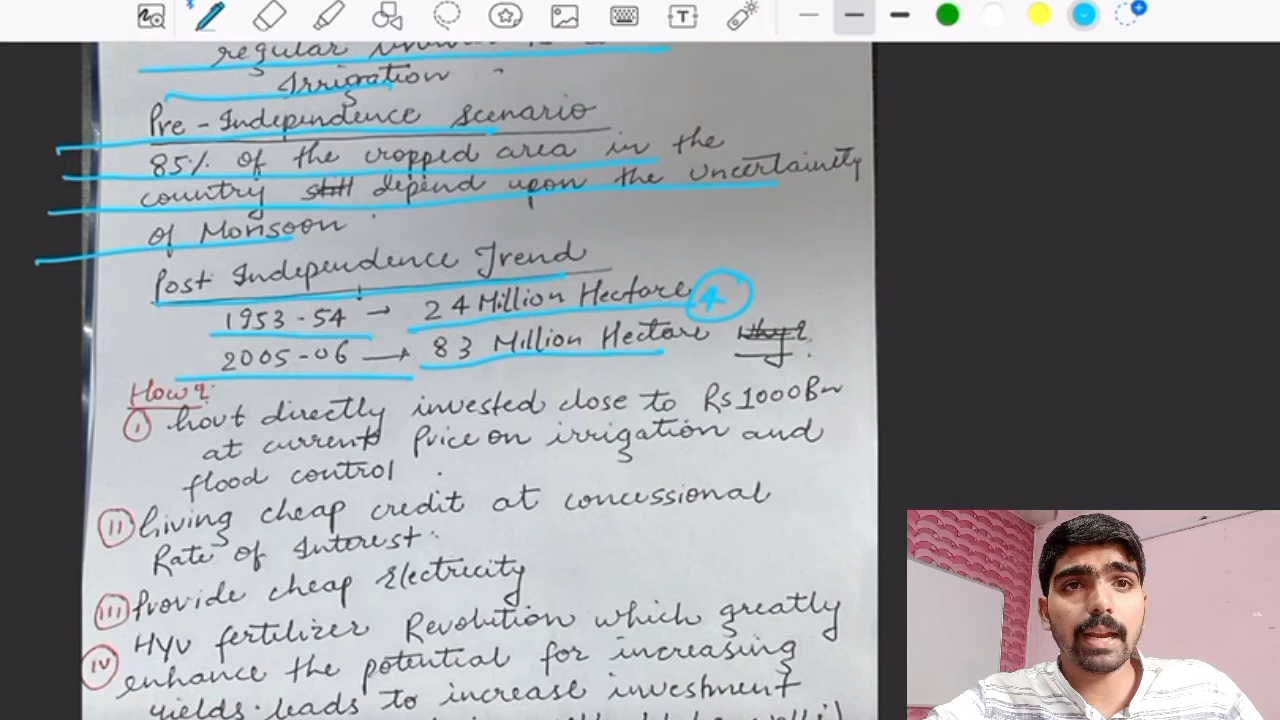 regular
Irrigation
Pre-Independence Scenario
85% of the cropped area in the
country still depend upon the uncertainity
of Monsoon
Post Independence Trend
1953-54 → 24 Million Hectare 4
2005-06 → 83 Million Hectare Why?
How?
I Govt directly invested close to Rs 1000Bn
at current Price on irrigation and
flood control
II Giving cheap credit at concessional
Rate of Interest.
III Provide cheap Electricity
IV HYV fertilizer Revolution which greatly
enhance the potential for increasing
yields. leads to increase investment
T